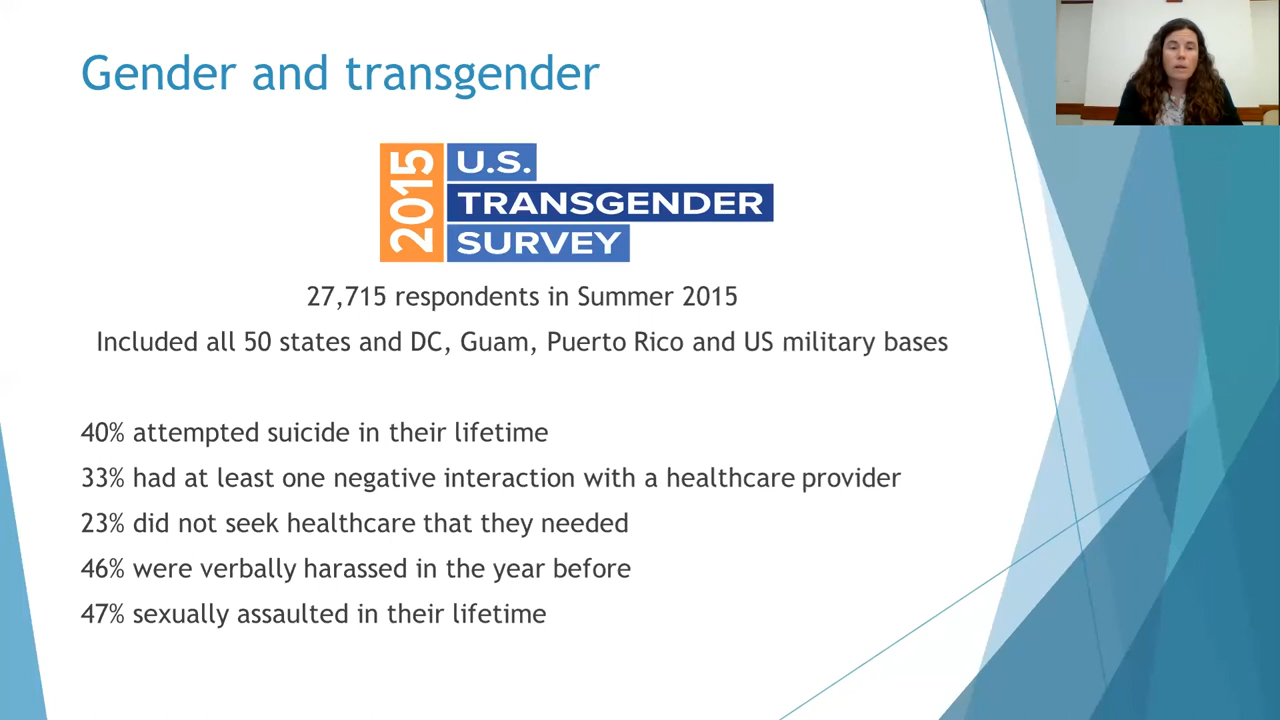 Gender and transgender
2015
U.S.
TRANSGENDER
SURVEY
27,715 respondents in Summer 2015
Included all 50 states and DC, Guam, Puerto Rico and US military bases
40% attempted suicide in their lifetime
33% had at least one negative interaction with a healthcare provider
23% did not seek healthcare that they needed
46% were verbally harassed in the year before
47% sexually assaulted in their lifetime